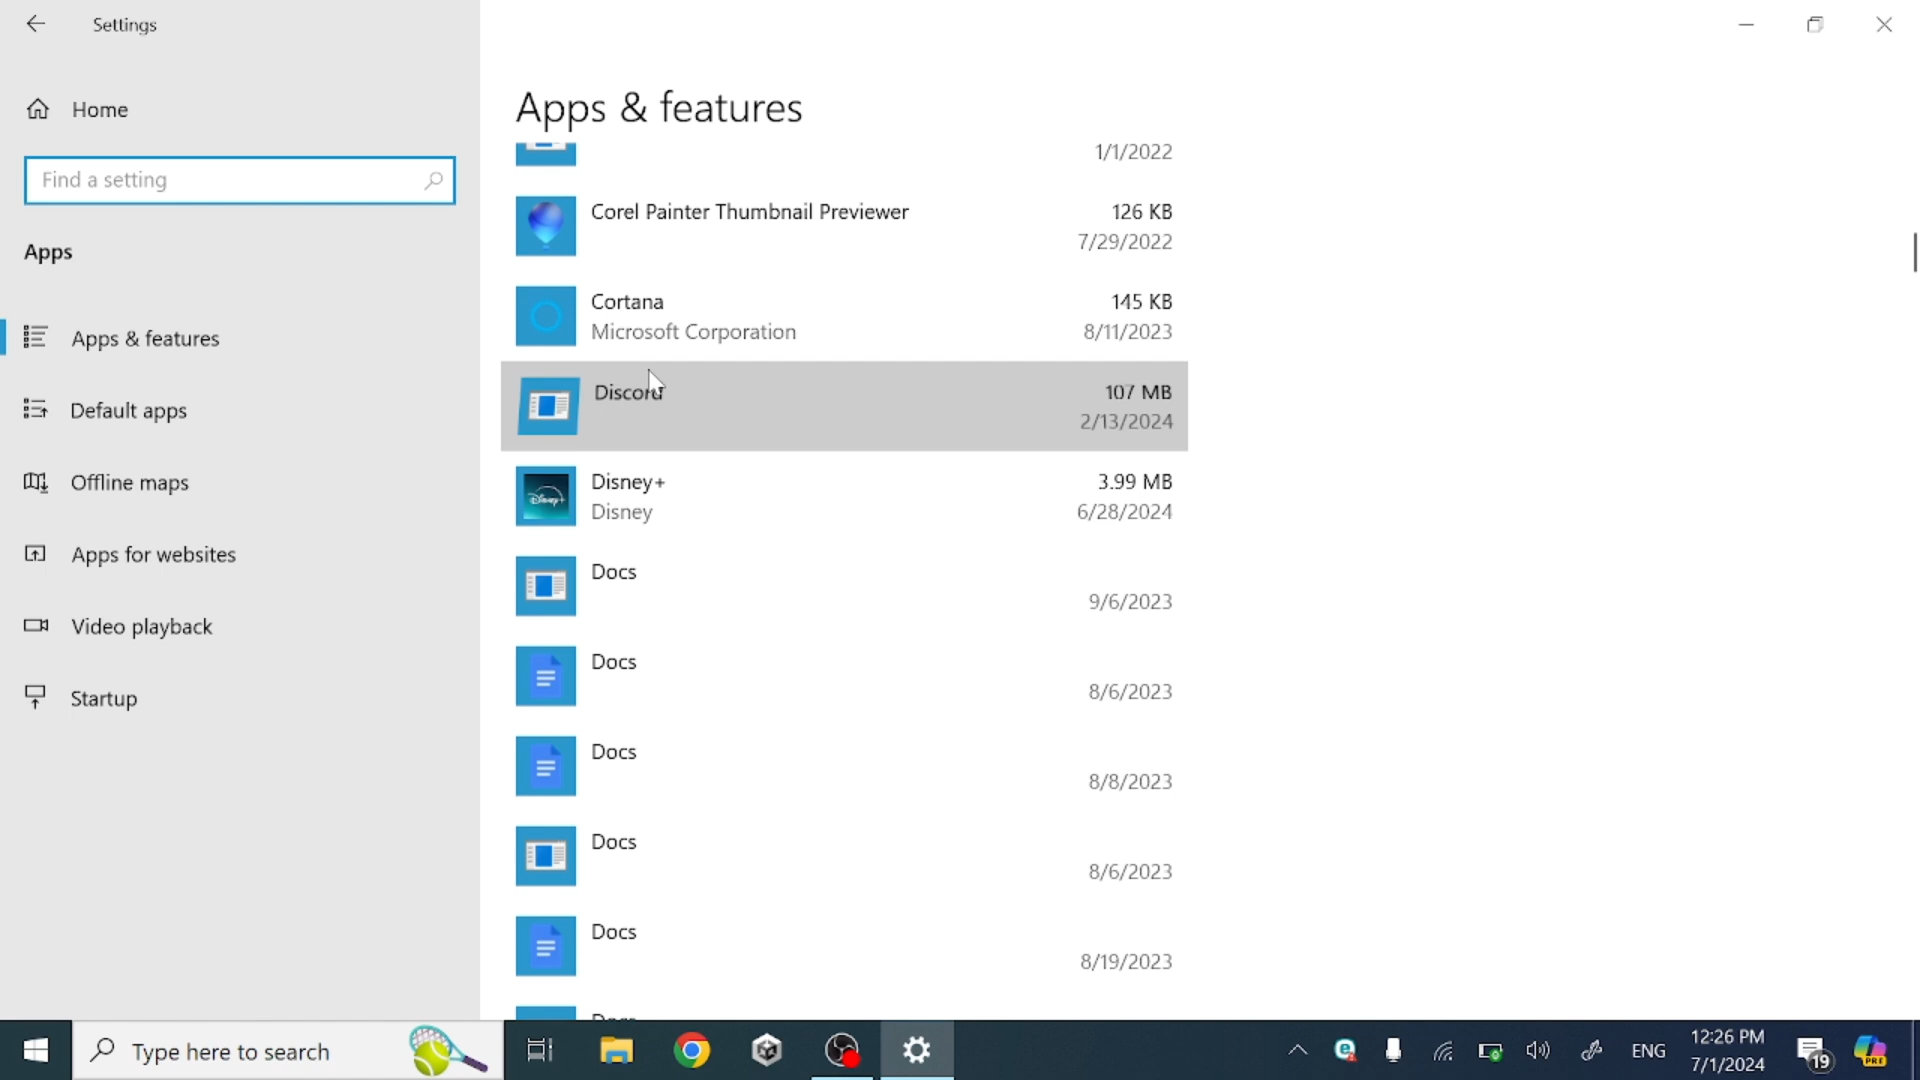 Settings
Home
Find a setting
Apps
Apps & features
Default apps
Offline maps
Apps for websites
Video playback
Startup
Apps & features
1/1/2022
Corel Painter Thumbnail Previewer
126 KB
7/29/2022
Cortana
145 KB
Microsoft Corporation
8/11/2023
Discord
107 MB
2/13/2024
Disney+
3.99 MB
Disney
6/28/2024
Docs
9/6/2023
Docs
8/6/2023
Docs
8/8/2023
Docs
8/6/2023
Docs
8/19/2023
Docs
Type here to search
ENG
12:26 PM
7/1/2024
19
PRE